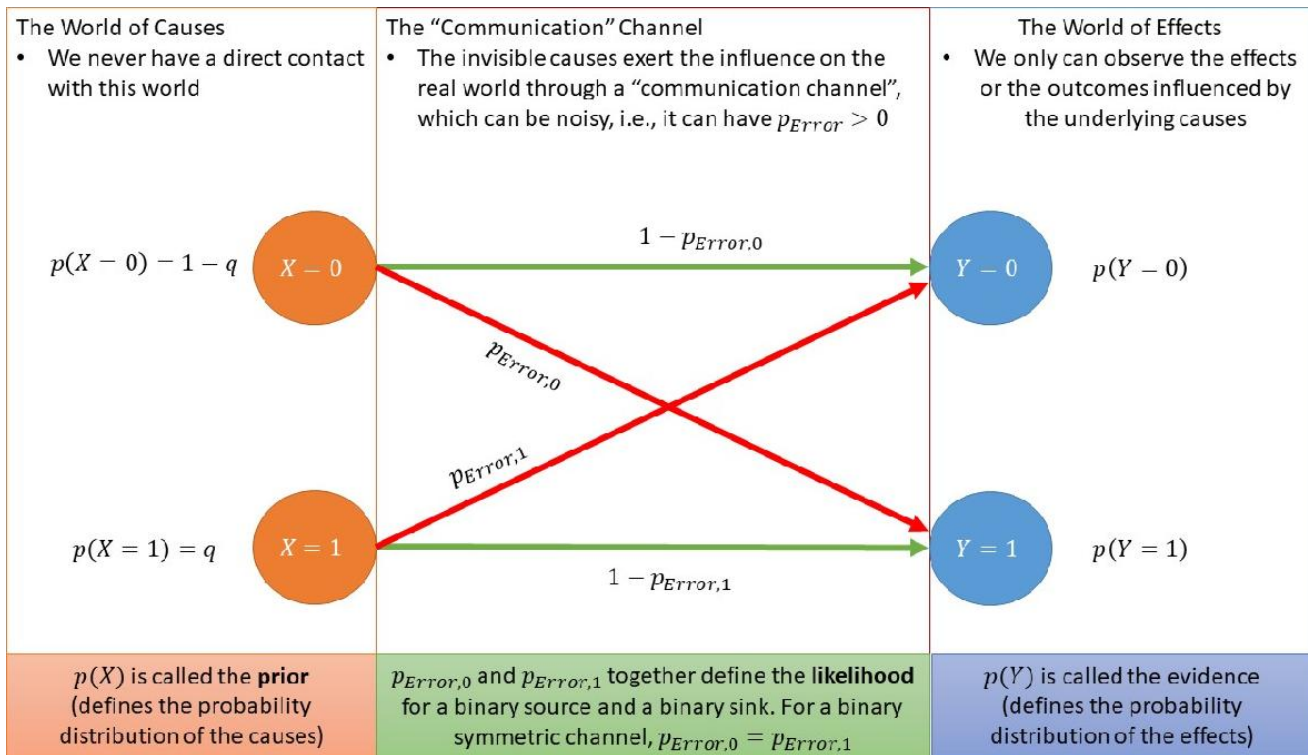 The World of Causes
• We never have a direct contact
with this world
The “Communication” Channel
• The invisible causes exert the influence on the
real world through a “communication channel”,
which can be noisy, i.e., it can have p_Error > 0
The World of Effects
• We only can observe the effects
or the outcomes influenced by
the underlying causes
p(X − 0) − 1 − q
X − 0
1 − p_Error,0
Y − 0
p(Y − 0)
p_Error,0
p_Error,1
p(X = 1) = q
X = 1
1 − p_Error,1
Y = 1
p(Y = 1)
p(X) is called the prior
(defines the probability
distribution of the causes)
p_Error,0 and p_Error,1 together define the likelihood
for a binary source and a binary sink. For a binary
symmetric channel, p_Error,0 = p_Error,1
p(Y) is called the evidence
(defines the probability
distribution of the effects)